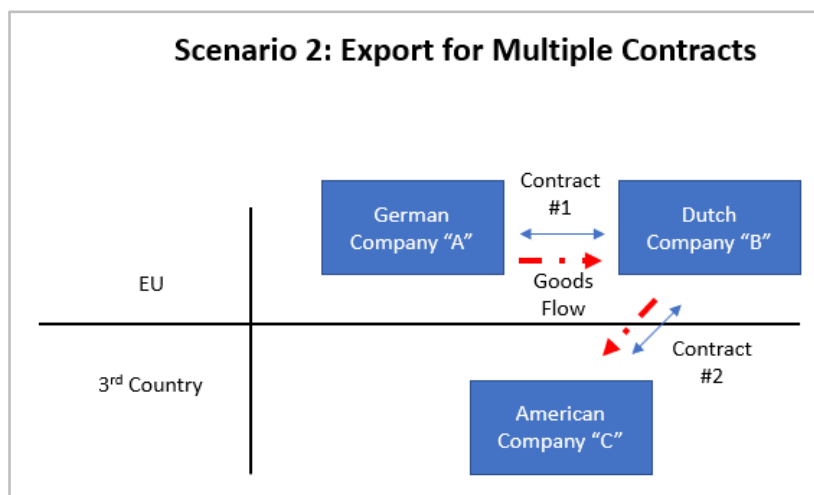 Scenario 2: Export for Multiple Contracts
German
Company “A”
Contract
#1
Dutch
Company “B”
EU
Goods
Flow
3rd Country
Contract
#2
American
Company “C”